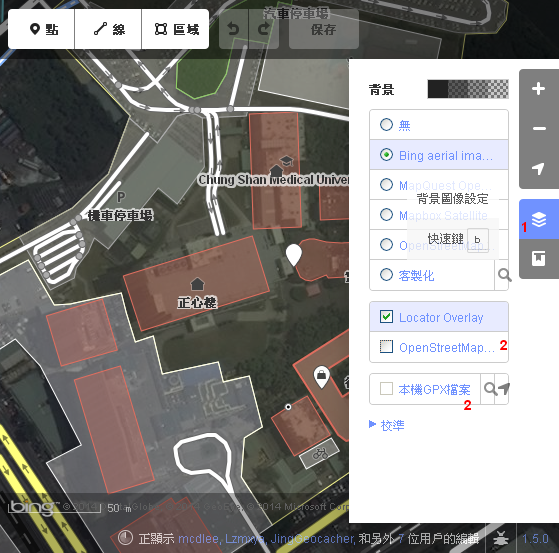 汽車停車場
點 線 區域 保存
背景
無
Bing aerial ima...
MapQuest Ope
背景圖像設定
Mapbox Satellite
快速鍵 b
OpenStreetMap
客製化
Locator Overlay
OpenStreetMap...
2
本機GPX檔案
2
校準
1
Chung Shan Medical Univer
P
機車停車場
正心樓
bing
50 m
© 2014 Microsoft Cor
正顯示 mcdlee, Lzmxya, JingGeocacher, 和另外 7 位用戶的編輯
1.5.0